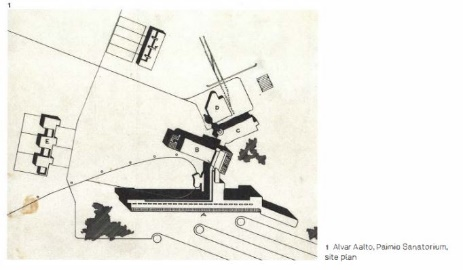 1
D
C
B
E
A
1 Alvar Aalto, Paimio Sanatorium,
site plan